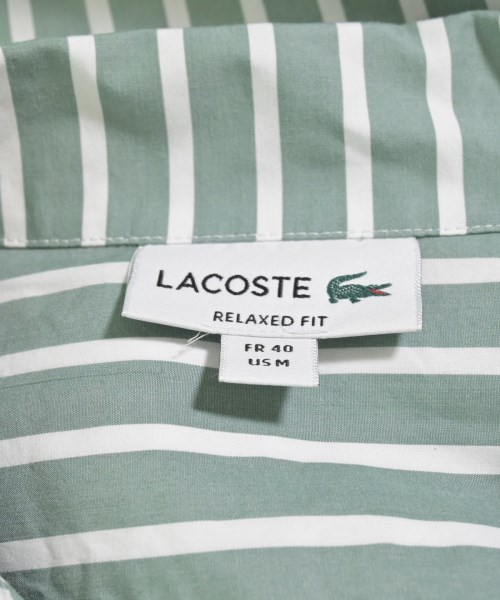 LACOSTE
RELAXED FIT
FR 40
US M